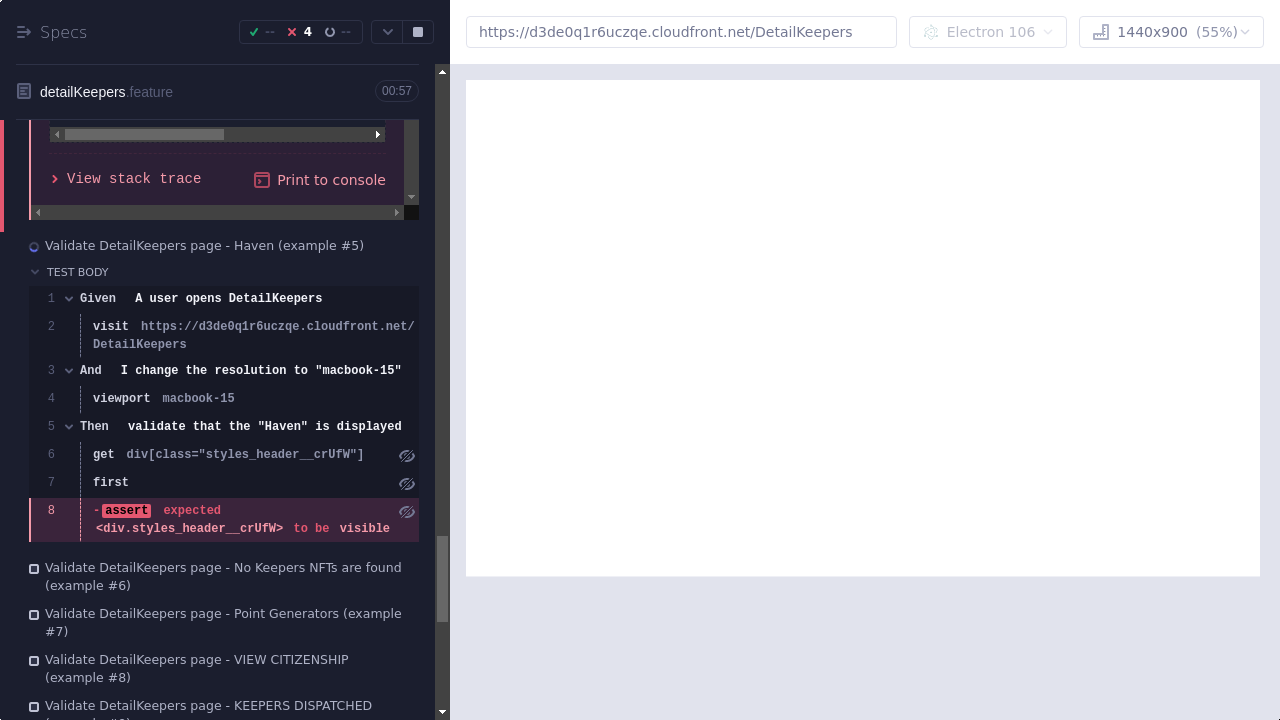 Specs
-- 4 --
https://d3de0q1r6uczqe.cloudfront.net/DetailKeepers
Electron 106
1440x900 (55%)
detailKeepers.feature
00:57
View stack trace
Print to console
Validate DetailKeepers page - Haven (example #5)
TEST BODY
1 Given A user opens DetailKeepers
2 visit https://d3de0q1r6uczqe.cloudfront.net/
DetailKeepers
3 And I change the resolution to "macbook-15"
4 viewport macbook-15
5 Then validate that the "Haven" is displayed
6 get div[class="styles_header__crUfW"]
7 first
8 -assert expected
<div.styles_header__crUfW> to be visible
Validate DetailKeepers page - No Keepers NFTs are found
(example #6)
Validate DetailKeepers page - Point Generators (example
#7)
Validate DetailKeepers page - VIEW CITIZENSHIP
(example #8)
Validate DetailKeepers page - KEEPERS DISPATCHED